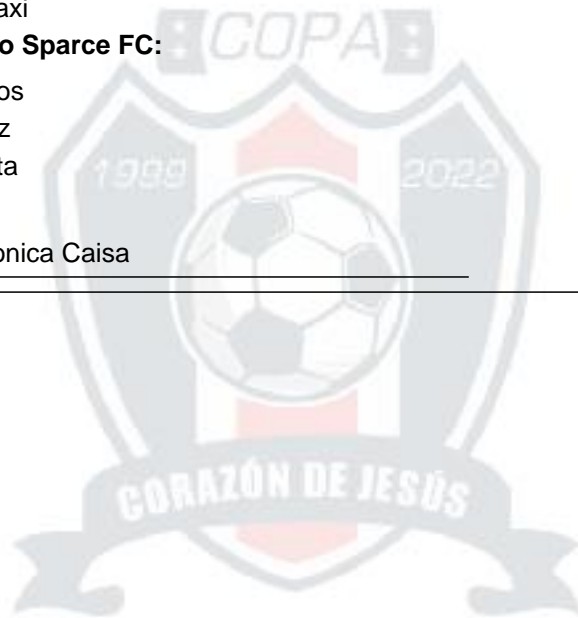 axi
o Sparce FC:
os
z
ta
onica Caisa
COPA
1999 2022
CORAZÓN DE JESÚS